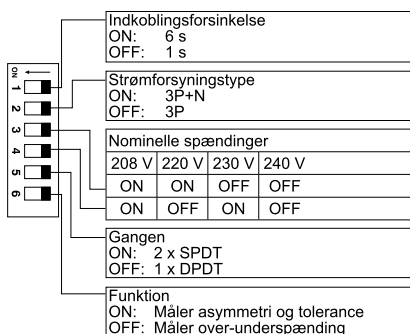 Indkoblingsforsinkelse
ON: 6 s
OFF: 1 s
Strømforsyningstype
ON: 3P+N
OFF: 3P
Nominelle spændinger
208 V 220 V 230 V 240 V
ON ON OFF OFF
ON OFF ON OFF
Gangen
ON: 2 x SPDT
OFF: 1 x DPDT
Funktion
ON: Måler asymmetri og tolerance
OFF: Måler over-underspænding
ON
1
2
3
4
5
6